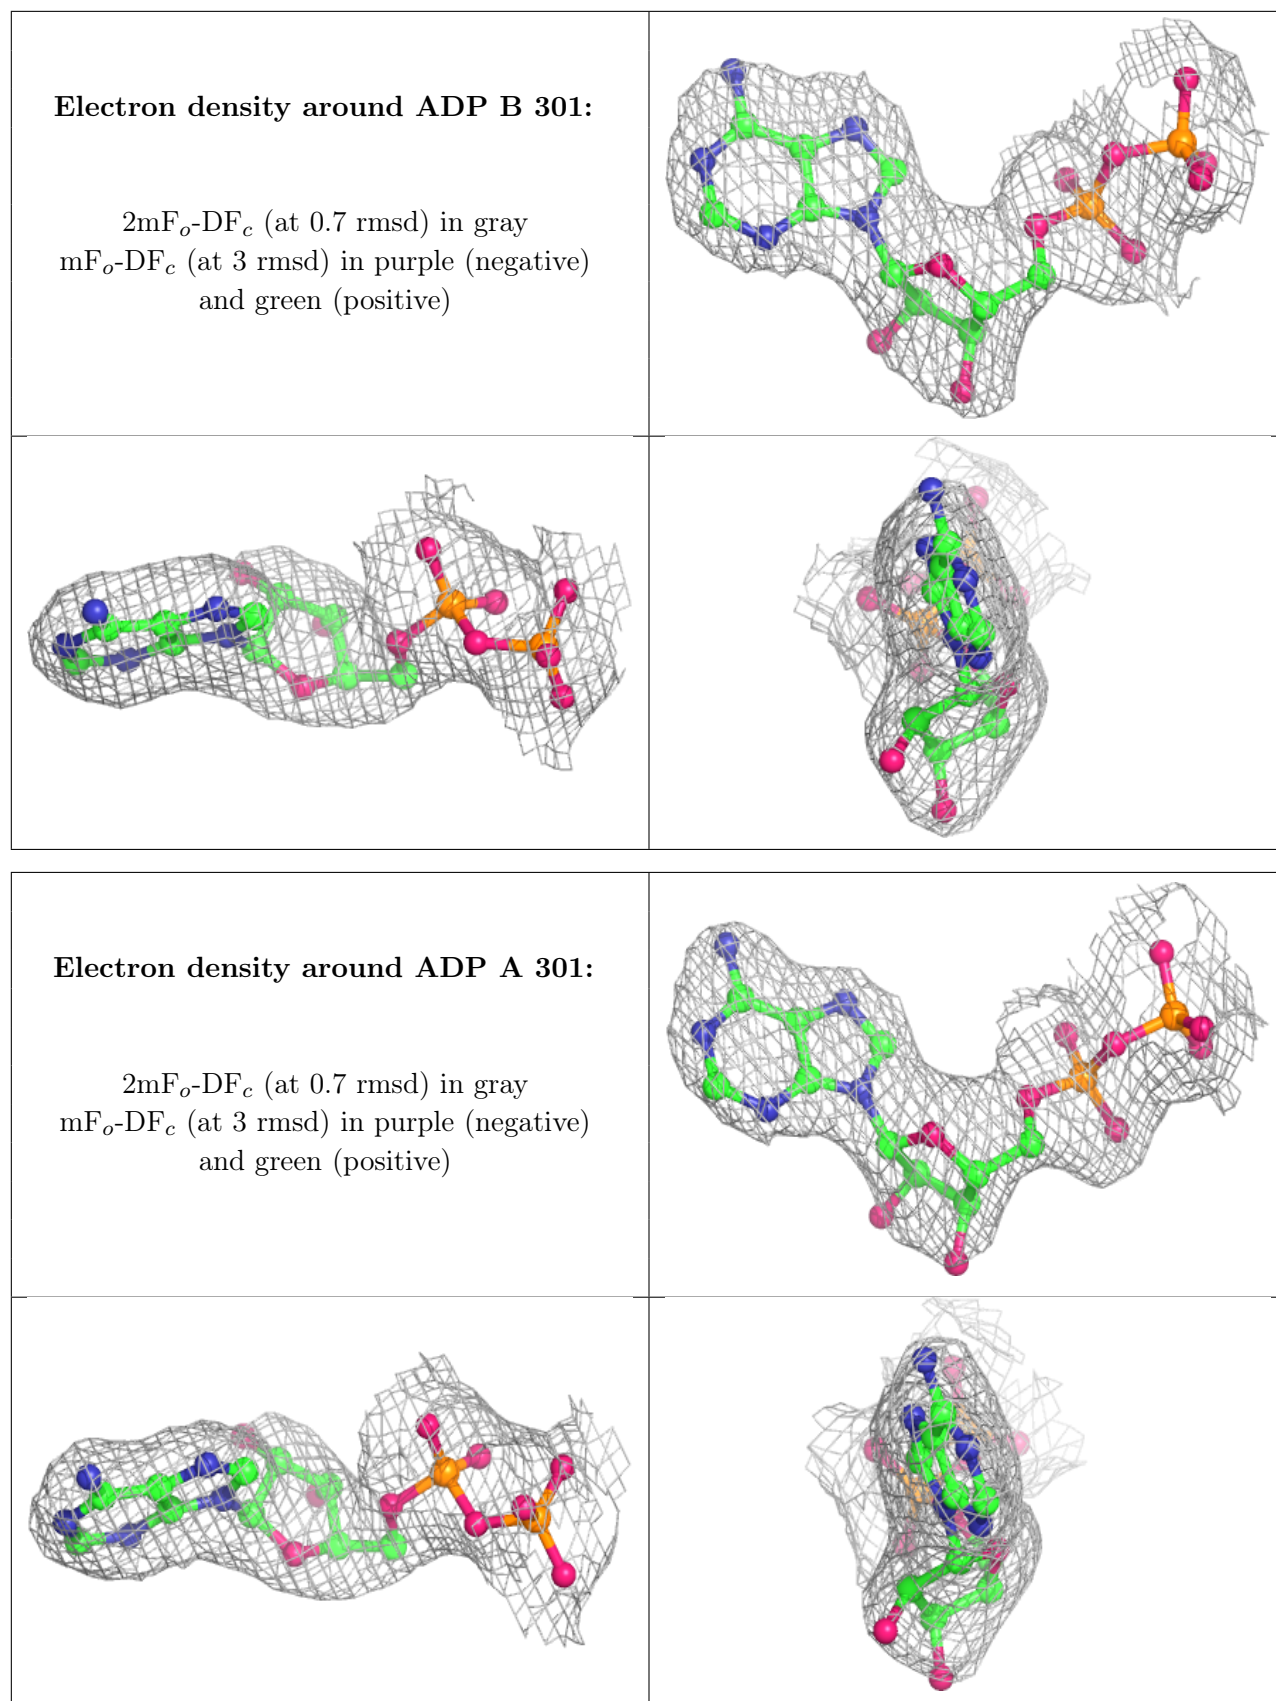 Electron density around ADP B 301:
2mFo-DFc (at 0.7 rmsd) in gray
mFo-DFc (at 3 rmsd) in purple (negative)
and green (positive)
Electron density around ADP A 301:
2mFo-DFc (at 0.7 rmsd) in gray
mFo-DFc (at 3 rmsd) in purple (negative)
and green (positive)